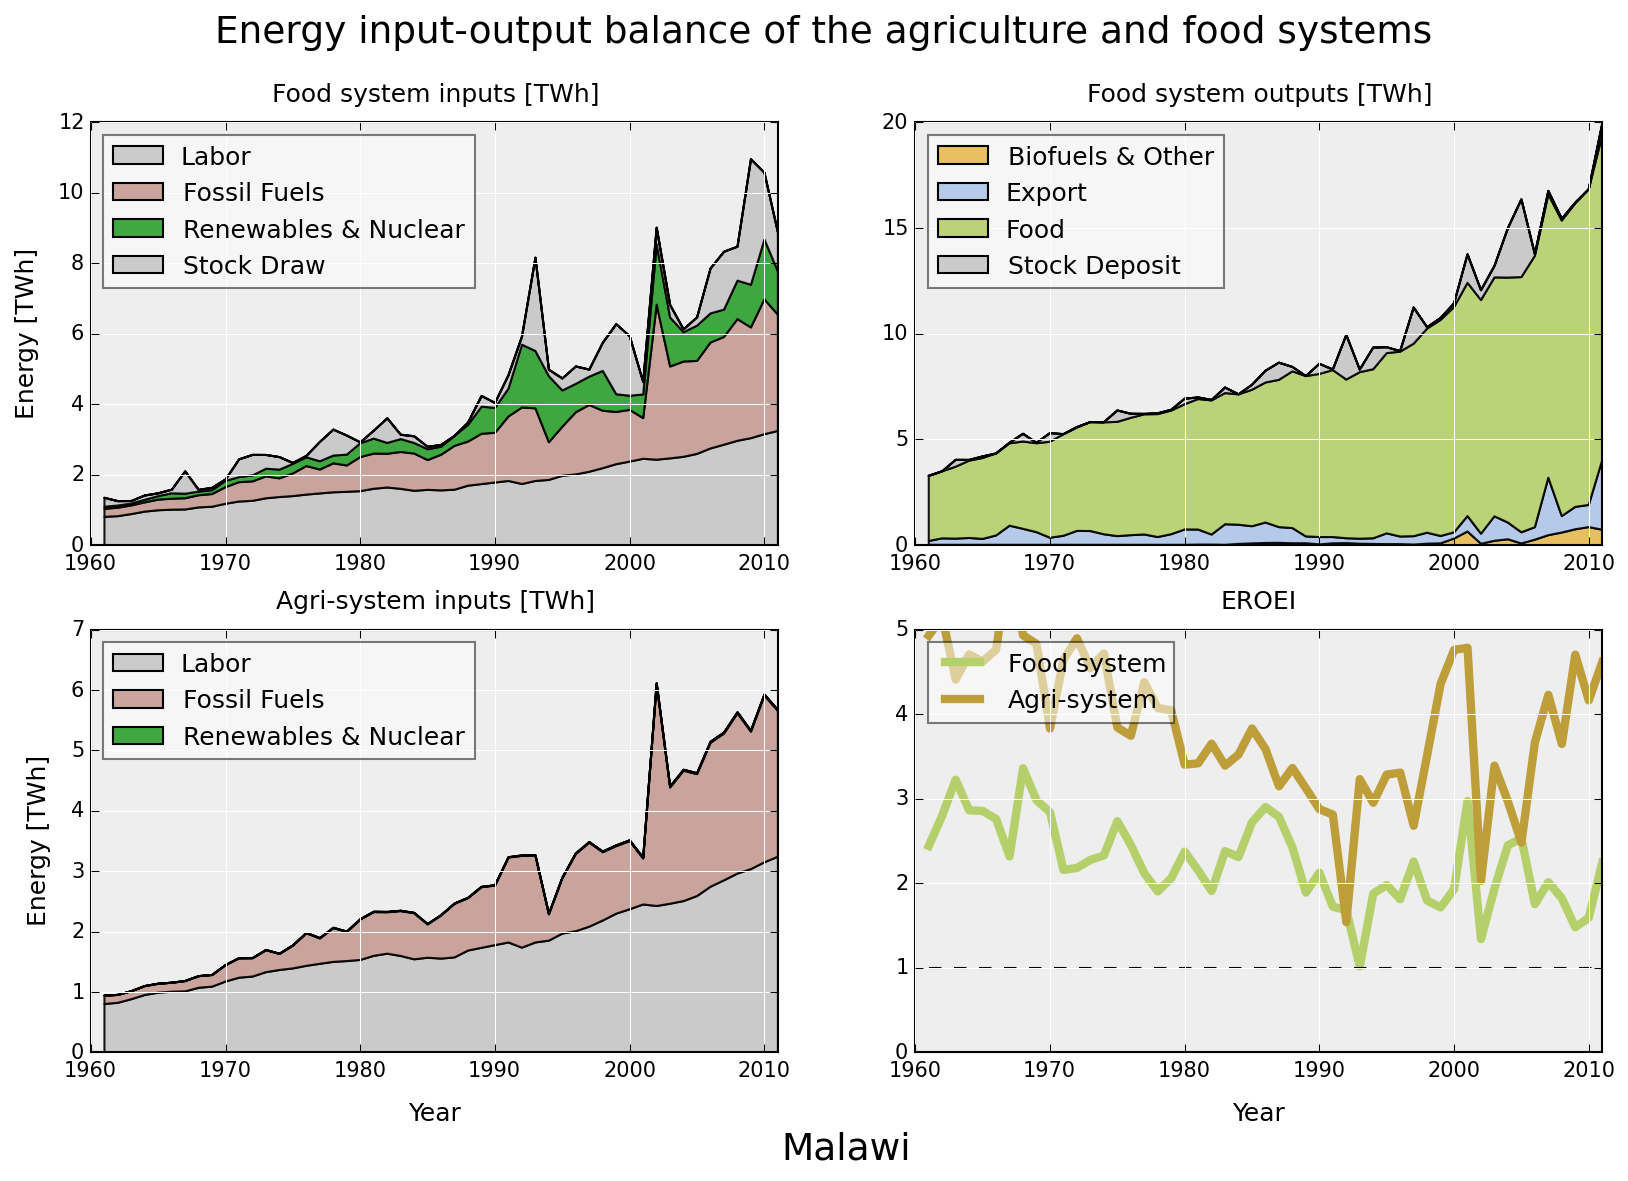 Energy input-output balance of the agriculture and food systems
Food system inputs [TWh]
Energy [TWh]
12
10
8
6
4
2
0
Labor
Fossil Fuels
Renewables & Nuclear
Stock Draw
1960 1970 1980 1990 2000 2010
Food system outputs [TWh]
20
15
10
5
0
Biofuels & Other
Export
Food
Stock Deposit
1960 1970 1980 1990 2000 2010
Agri-system inputs [TWh]
Energy [TWh]
7
6
5
4
3
2
1
0
Labor
Fossil Fuels
Renewables & Nuclear
1960 1970 1980 1990 2000 2010
Year
EROEI
5
4
3
2
1
0
Food system
Agri-system
1960 1970 1980 1990 2000 2010
Year
Malawi